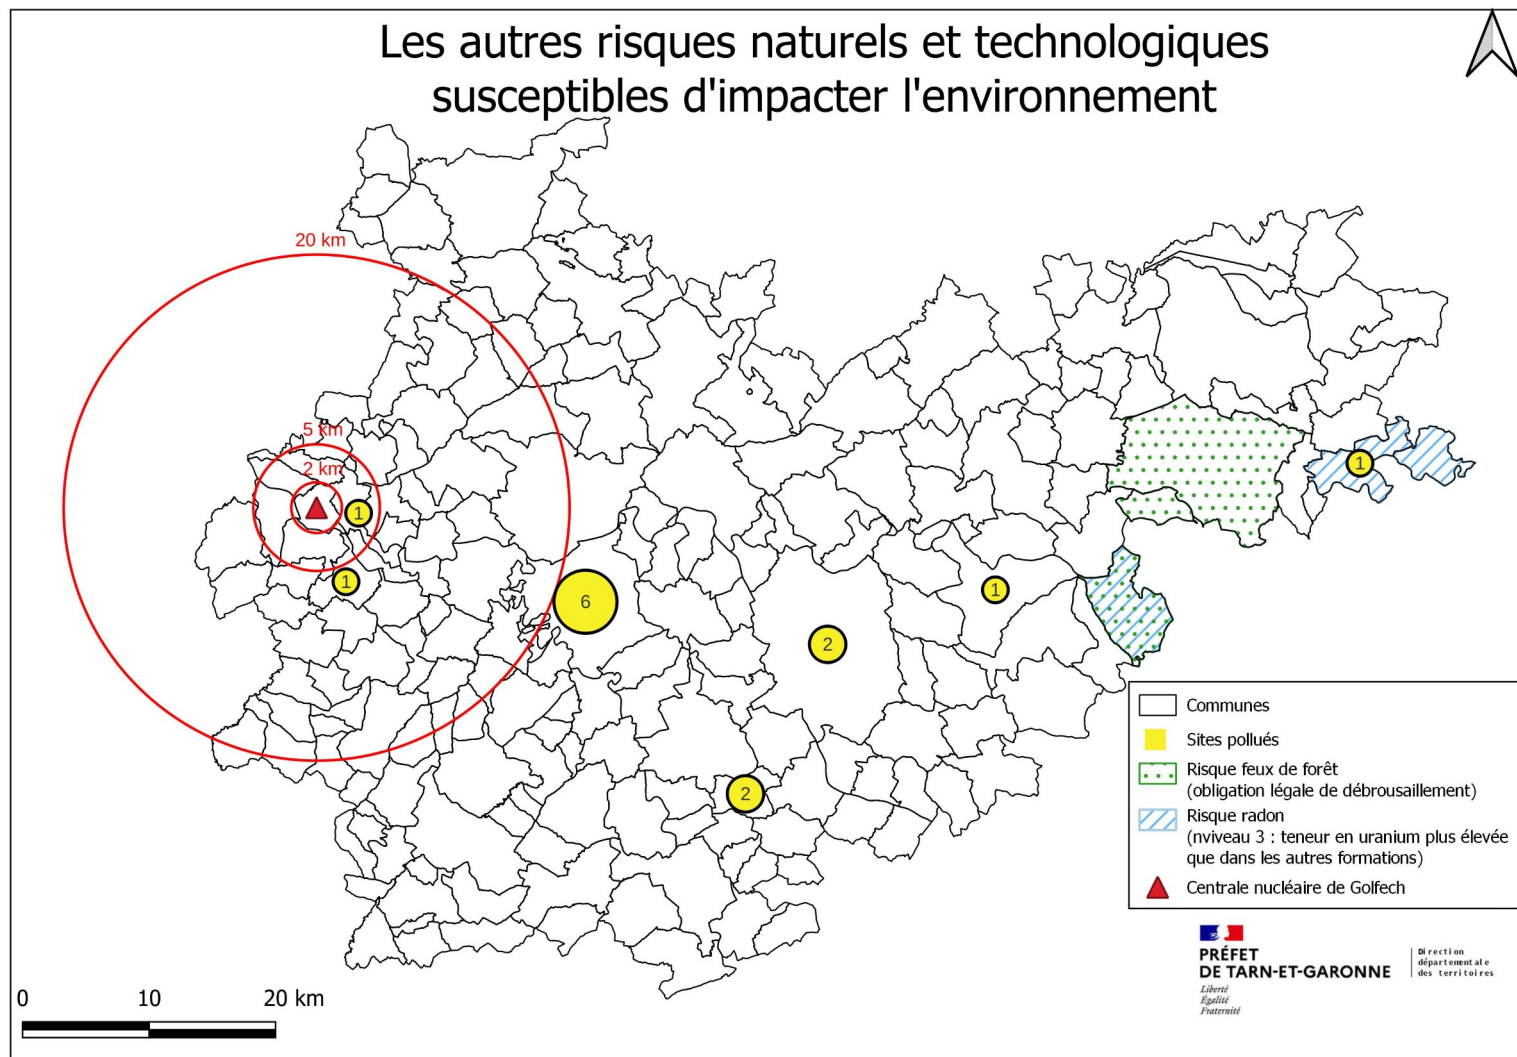 Les autres risques naturels et technologiques
susceptibles d'impacter l'environnement
20 km
5 km
2 km
1
1
1
6
2
1
2
Communes
Sites pollués
Risque feux de forêt
(obligation légale de débrousaillement)
Risque radon
(nviveau 3 : teneur en uranium plus élevée
que dans les autres formations)
Centrale nucléaire de Golfech
PRÉFET
DE TARN-ET-GARONNE
Liberté
Égalité
Fraternité
Direction
départementale
des territoires
0 10 20 km